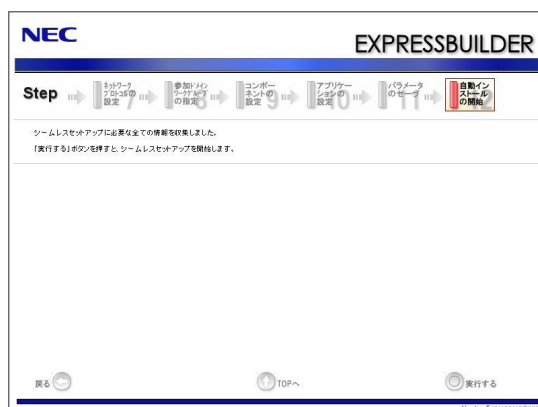 NEC
EXPRESSBUILDER
Step
ネットワーク
プロトコルの
設定
7
参加ドメイン
ワークグループ
の指定
8
コンポー
ネントの
設定
9
アプリケー
ションの
設定
10
パラメータ
のセーブ
11
自動イン
ストール
の開始
12
シームレスセットアップに必要な全ての情報を収集しました。
「実行する」ボタンを押すと、シームレスセットアップを開始します。
戻る
TOPへ
実行する